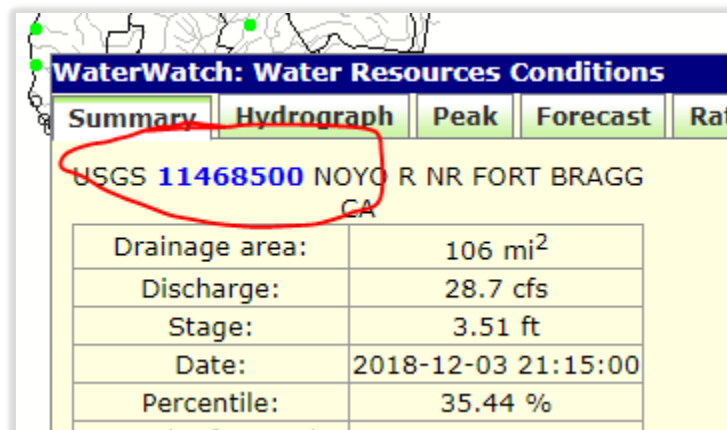 WaterWatch: Water Resources Conditions
Summary Hydrograph Peak Forecast
USGS 11468500 NOYO R NR FORT BRAGG
CA
Drainage area: 106 mi²
Discharge: 28.7 cfs
Stage: 3.51 ft
Date: 2018-12-03 21:15:00
Percentile: 35.44 %